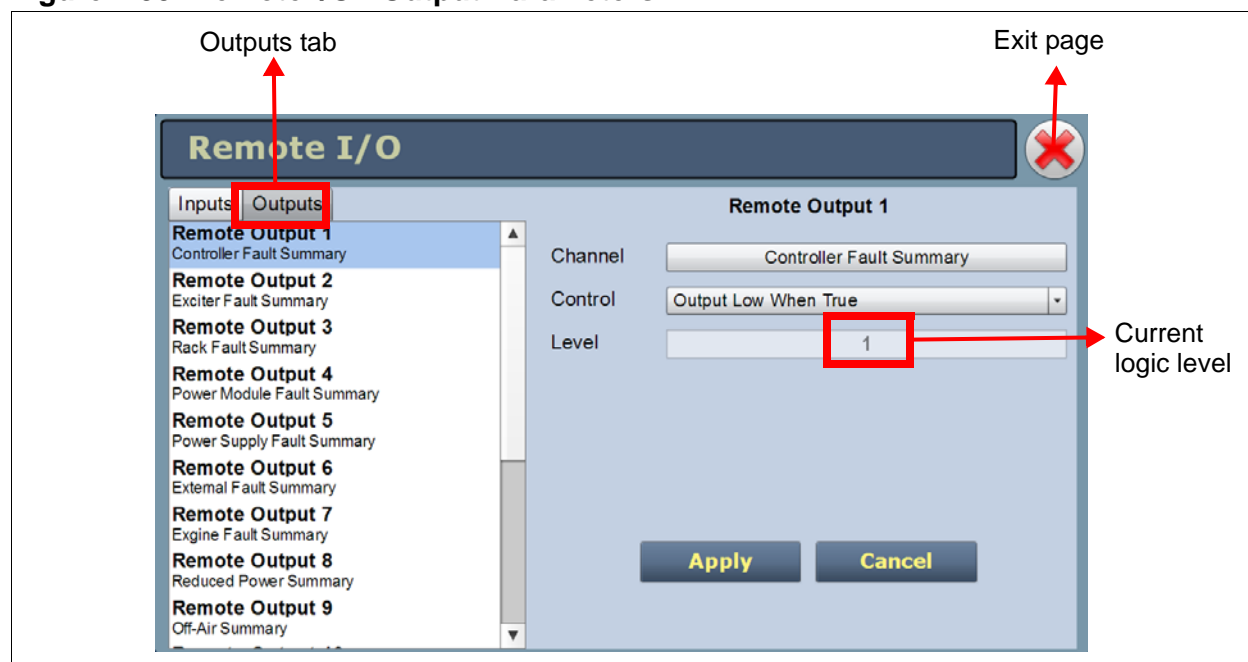 Outputs tab
Exit page
Remote I/O
Inputs Outputs
Remote Output 1
Controller Fault Summary
Remote Output 2
Exciter Fault Summary
Remote Output 3
Rack Fault Summary
Remote Output 4
Power Module Fault Summary
Remote Output 5
Power Supply Fault Summary
Remote Output 6
External Fault Summary
Remote Output 7
Exgine Fault Summary
Remote Output 8
Reduced Power Summary
Remote Output 9
Off-Air Summary
Remote Output 1
Channel Controller Fault Summary
Control Output Low When True
Level 1
Current
logic level
Apply Cancel